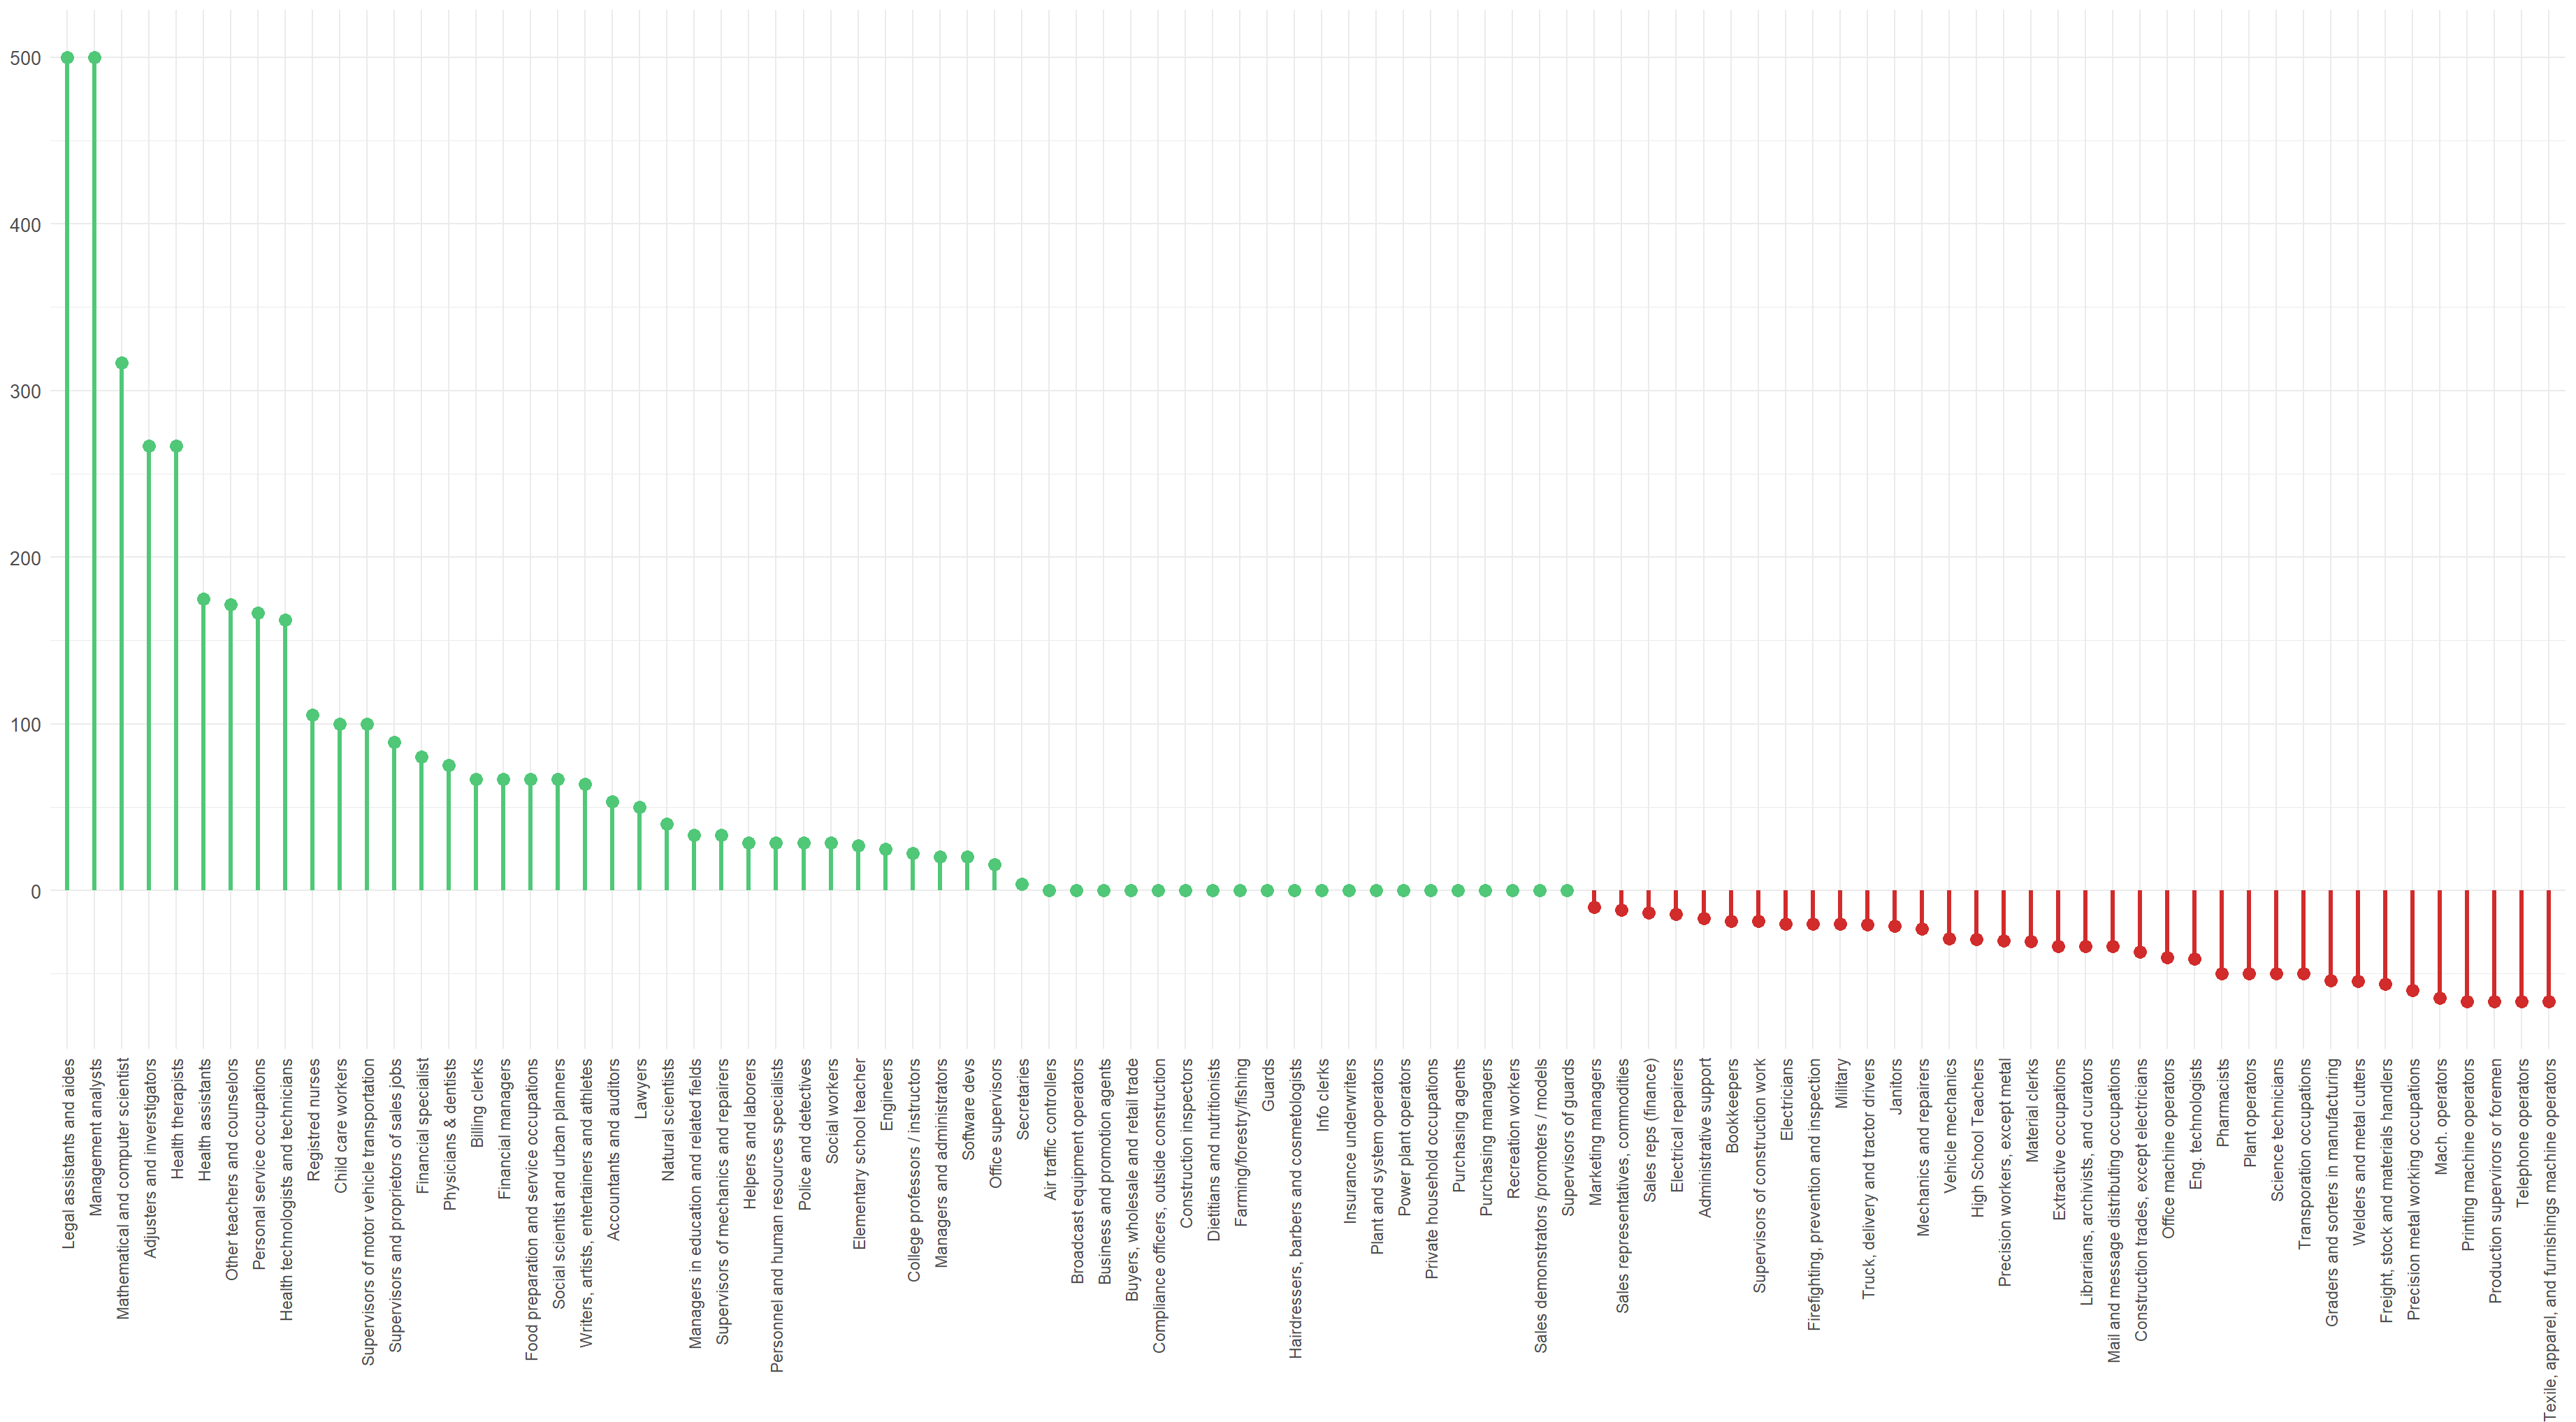 500
400
300
200
100
0
Legal assistants and aides
Management analysts
Mathematical and computer scientist
Adjusters and inverstigators
Health therapists
Health assistants
Other teachers and counselors
Personal service occupations
Health technologists and technicians
Registred nurses
Child care workers
Supervisors of motor vehicle transportation
Supervisors and proprietors of sales jobs
Financial specialist
Physicians & dentists
Billing clerks
Financial managers
Food preparation and service occupations
Social scientist and urban planners
Writers, artists, entertainers and athletes
Accountants and auditors
Lawyers
Natural scientists
Managers in education and related fields
Supervisors of mechanics and repairers
Helpers and laborers
Personnel and human resources specialists
Police and detectives
Social workers
Elementary school teacher
Engineers
College professors / instructors
Managers and administrators
Software devs
Office supervisors
Secretaries
Air traffic controllers
Broadcast equipment operators
Business and promotion agents
Buyers, wholesale and retail trade
Compliance officers, outside construction
Construction inspectors
Dietitians and nutritionists
Farming/forestry/fishing
Guards
Hairdressers, barbers and cosmetologists
Info clerks
Insurance underwriters
Plant and system operators
Power plant operators
Private household occupations
Purchasing agents
Purchasing managers
Recreation workers
Sales demonstrators /promoters / models
Supervisors of guards
Marketing managers
Sales representatives, commodities
Sales reps (finance)
Electrical repairers
Administrative support
Bookkeepers
Supervisors of construction work
Electricians
Firefighting, prevention and inspection
Military
Truck, delivery and tractor drivers
Janitors
Mechanics and repairers
Vehicle mechanics
High School Teachers
Precision workers, except metal
Material clerks
Extractive occupations
Librarians, archivists, and curators
Mail and message distributing occupations
Construction trades, except electricians
Office machine operators
Eng. technologists
Pharmacists
Plant operators
Science technicians
Transporation occupations
Graders and sorters in manufacturing
Welders and metal cutters
Freight, stock and materials handlers
Precision metal working occupations
Mach. operators
Printing machine operators
Production supervirors or foremen
Telephone operators
Texile, apparel, and furnishings machine operators